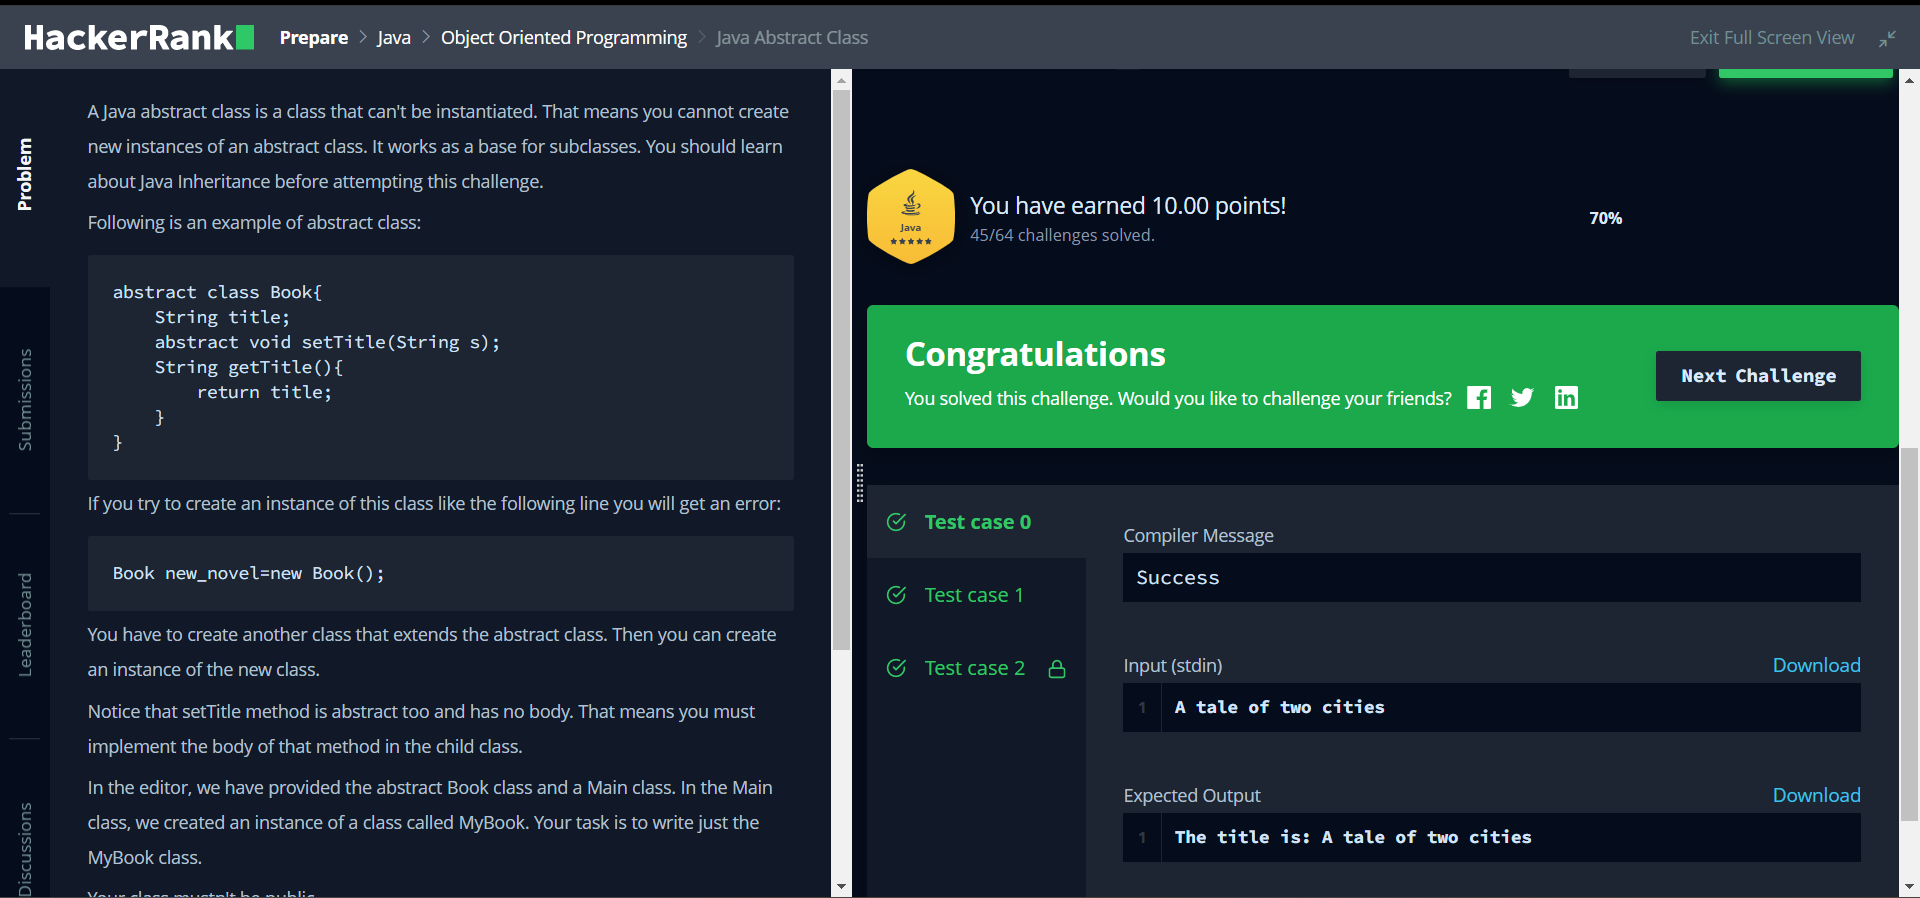 HackerRank
Prepare > Java > Object Oriented Programming > Java Abstract Class
Exit Full Screen View
Problem
Submissions
Leaderboard
Discussions
A Java abstract class is a class that can't be instantiated. That means you cannot create
new instances of an abstract class. It works as a base for subclasses. You should learn
about Java Inheritance before attempting this challenge.
Following is an example of abstract class:
abstract class Book{
    String title;
    abstract void setTitle(String s);
    String getTitle(){
        return title;
    }
}
If you try to create an instance of this class like the following line you will get an error:
Book new_novel=new Book();
You have to create another class that extends the abstract class. Then you can create
an instance of the new class.
Notice that setTitle method is abstract too and has no body. That means you must
implement the body of that method in the child class.
In the editor, we have provided the abstract Book class and a Main class. In the Main
class, we created an instance of a class called MyBook. Your task is to write just the
MyBook class.
Your class mustn't be public
Java
You have earned 10.00 points!
45/64 challenges solved.
70%
Congratulations
You solved this challenge. Would you like to challenge your friends?
Next Challenge
Test case 0
Test case 1
Test case 2
Compiler Message
Success
Input (stdin)
Download
1 A tale of two cities
Expected Output
Download
1 The title is: A tale of two cities